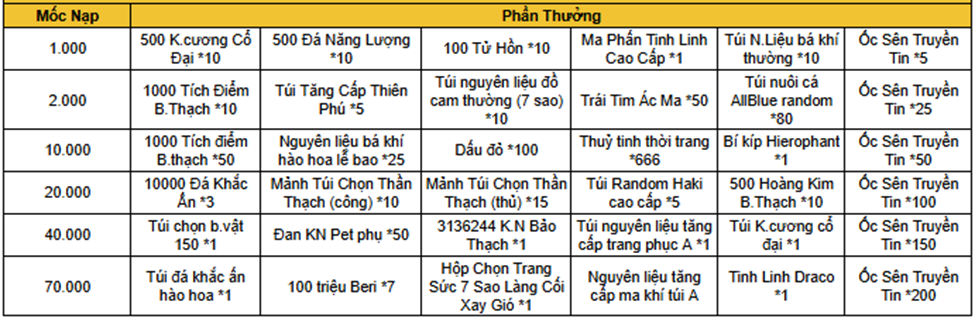 Mốc Nạp Phần Thưởng
1.000 500 K.cương Cổ Đại *10 500 Đá Năng Lượng *10 100 Tử Hồn *10 Ma Phấn Tinh Linh Cao Cấp *1 Túi N.Liệu bá khí thường *10 Ốc Sên Truyền Tin *5
2.000 1000 Tích Điểm B.Thạch *10 Túi Tăng Cấp Thiên Phú *5 Túi nguyên liệu đồ cam thường (7 sao) *10 Trái Tim Ác Ma *50 Túi nuôi cá AllBlue random *80 Ốc Sên Truyền Tin *25
10.000 1000 Tích điểm B.thạch *50 Nguyên liệu bá khí hào hoa lễ bao *25 Dấu đỏ *100 Thuỷ tinh thời trang *666 Bí kíp Hierophant *1 Ốc Sên Truyền Tin *50
20.000 10000 Đá Khắc Ấn *3 Mảnh Túi Chọn Thần Thạch (công) *10 Mảnh Túi Chọn Thần Thạch (thủ) *15 Túi Random Haki cao cấp *5 500 Hoàng Kim B.Thạch *10 Ốc Sên Truyền Tin *100
40.000 Túi chọn b.vật 150 *1 Đan KN Pet phụ *50 3136244 K.N Bảo Thạch *1 Túi nguyên liệu tăng cấp trang phục A *1 Túi K.cương cổ đại *1 Ốc Sên Truyền Tin *150
70.000 Túi đá khắc ấn hào hoa *1 100 triệu Beri *7 Hộp Chọn Trang Sức 7 Sao Làng Cối Xay Gió *1 Nguyên liệu tăng cấp ma khí túi A Tinh Linh Draco *1 Ốc Sên Truyền Tin *200